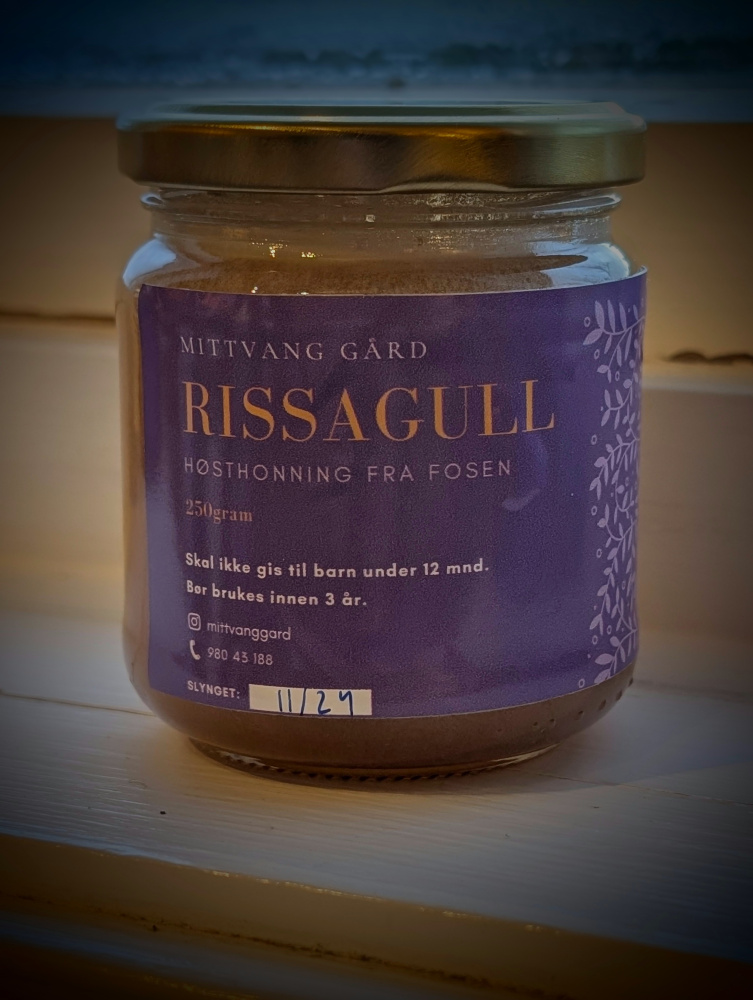 MITTVANG GÅRD
RISSAGULL
HØSTHONNING FRA FOSEN
250gram
Skal ikke gis til barn under 12 mnd.
Bør brukes innen 3 år.
mittvanggard
980 43 188
SLYNGET: 11/24